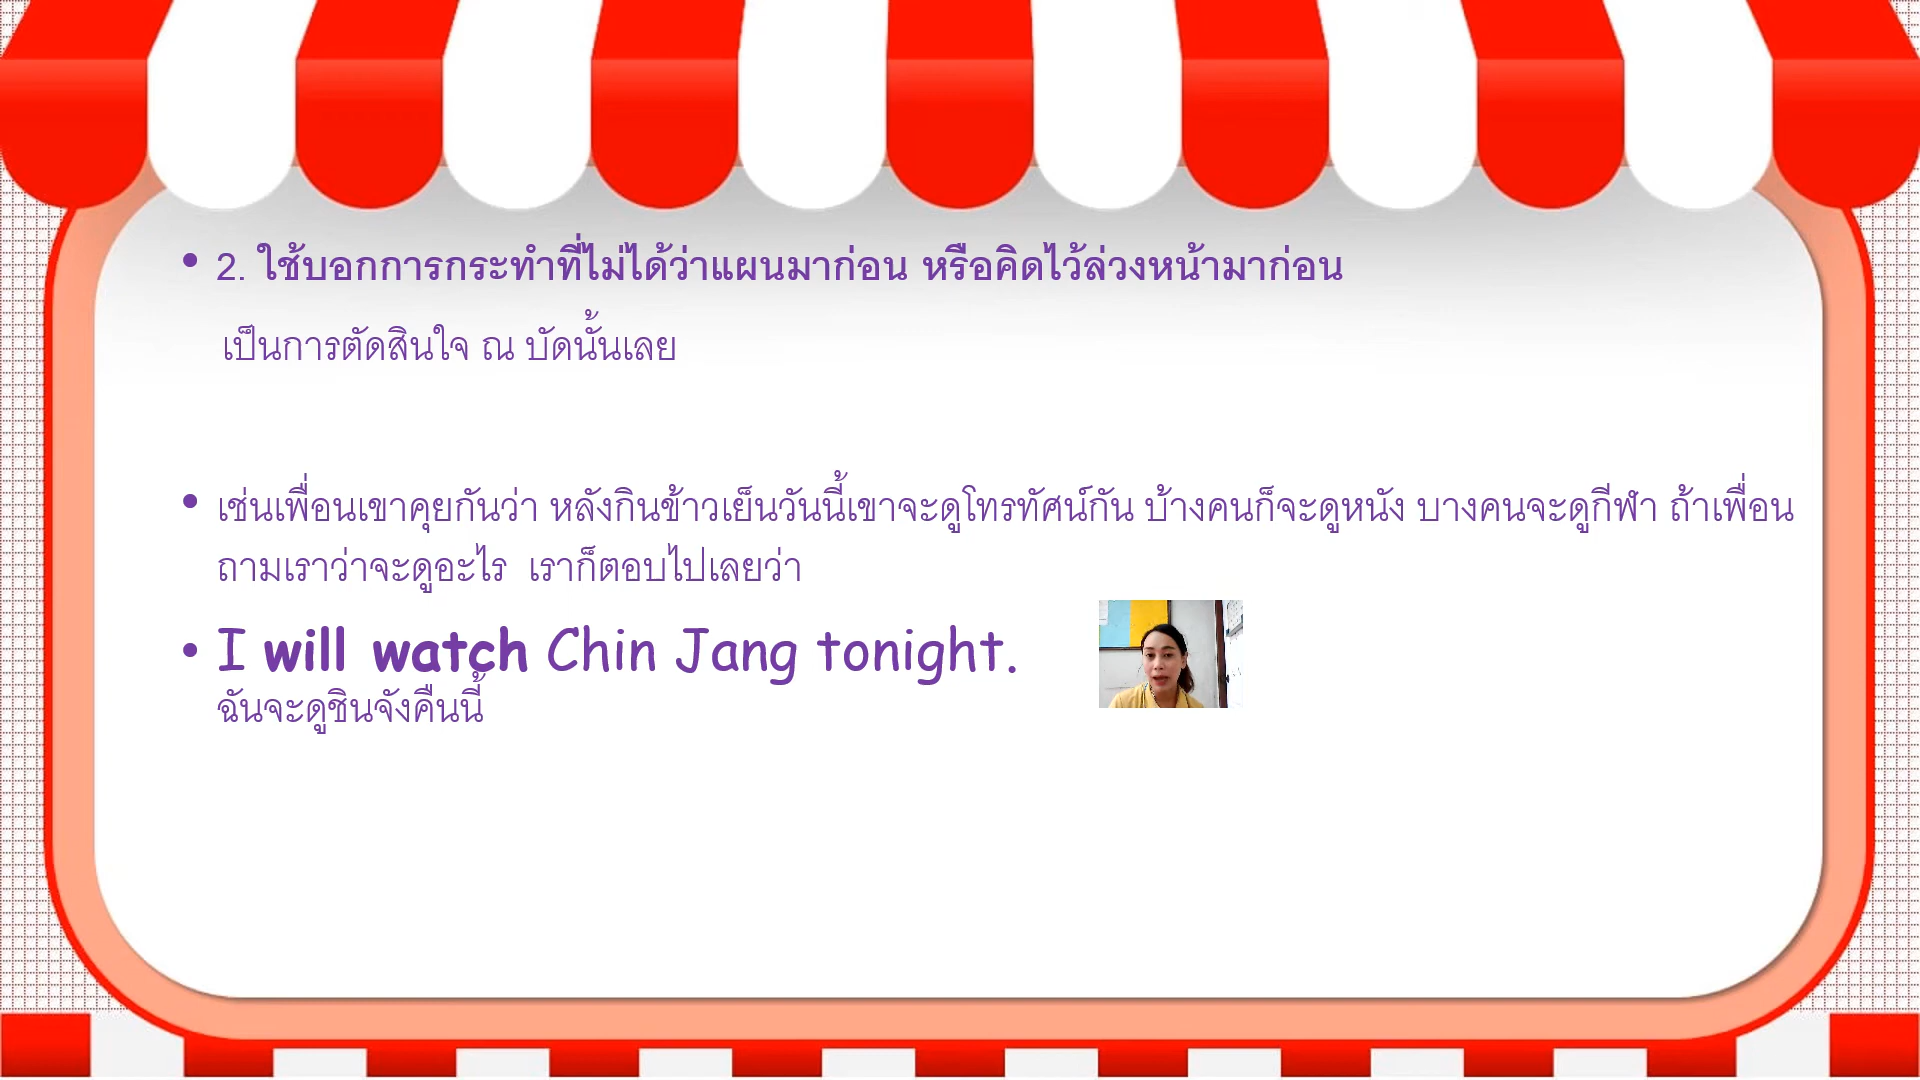 • 2. ใช้บอกการกระทำที่ไม่ได้ว่าแผนมาก่อน หรือคิดไว้ล่วงหน้ามาก่อน
เป็นการตัดสินใจ ณ บัดนั้นเลย
• เช่นเพื่อนเขาคุยกันว่า หลังกินข้าวเย็นวันนี้เขาจะดูโทรทัศน์กัน บ้างคนก็จะดูหนัง บางคนจะดูกีฬา ถ้าเพื่อน
ถามเราว่าจะดูอะไร เราก็ตอบไปเลยว่า
• I will watch Chin Jang tonight.
ฉันจะดูชินจังคืนนี้